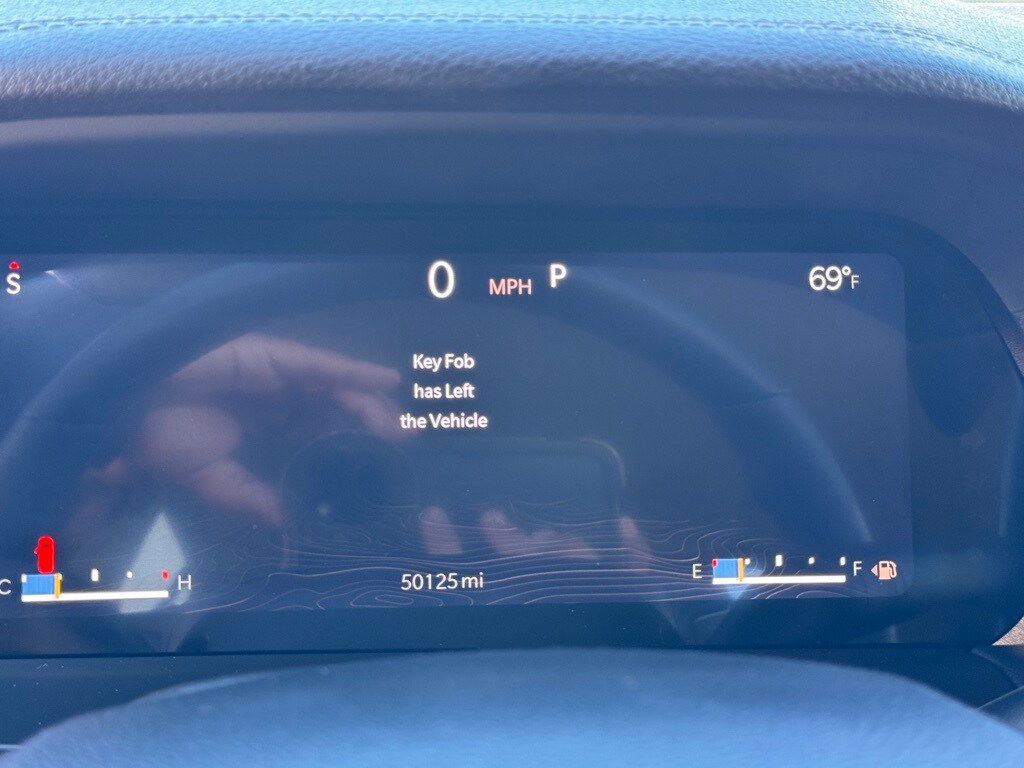 S
0 MPH P 69°F
Key Fob
has Left
the Vehicle
C H 50125 mi E F